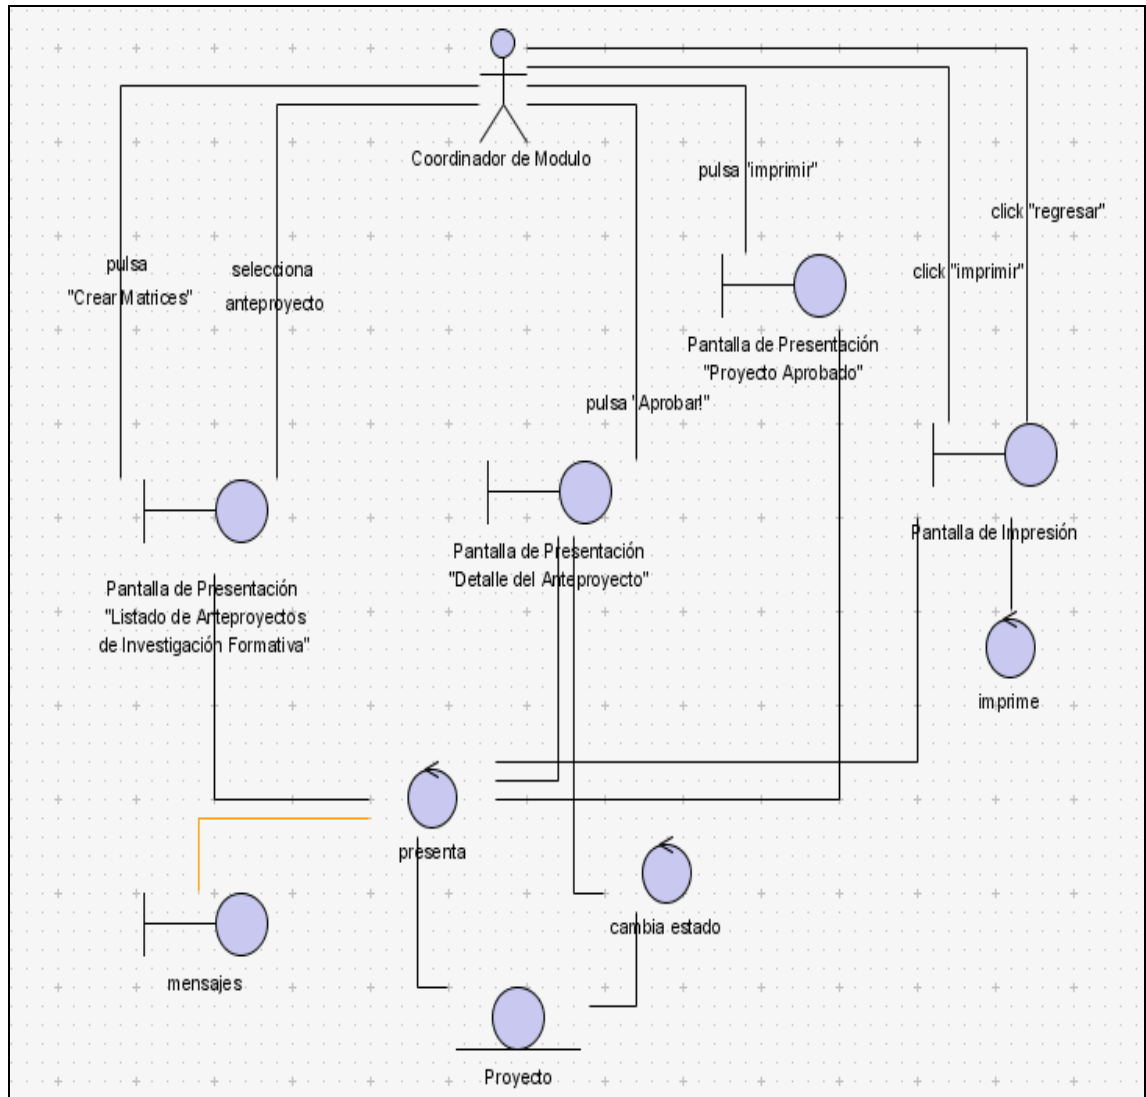 Coordinador de Modulo
pulsa "imprimir"
click "regresar"
pulsa
"Crear Matrices"
selecciona
anteproyecto
click "imprimir"
Pantalla de Presentación
"Proyecto Aprobado"
pulsa "Aprobar!"
Pantalla de Impresión
Pantalla de Presentación
"Detalle del Anteproyecto"
Pantalla de Presentación
"Listado de Anteproyectos
de Investigación Formativa"
imprime
presenta
cambia estado
mensajes
Proyecto